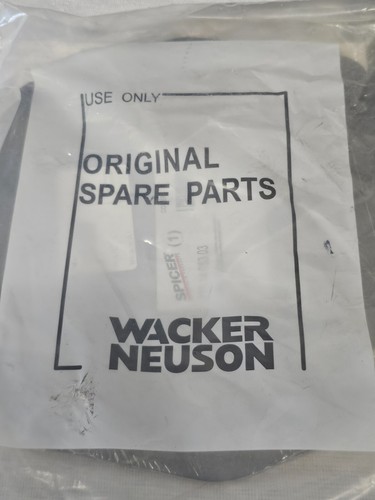 USE ONLY
ORIGINAL
SPARE PARTS
SPICER (1)
WACKER
NEUSON